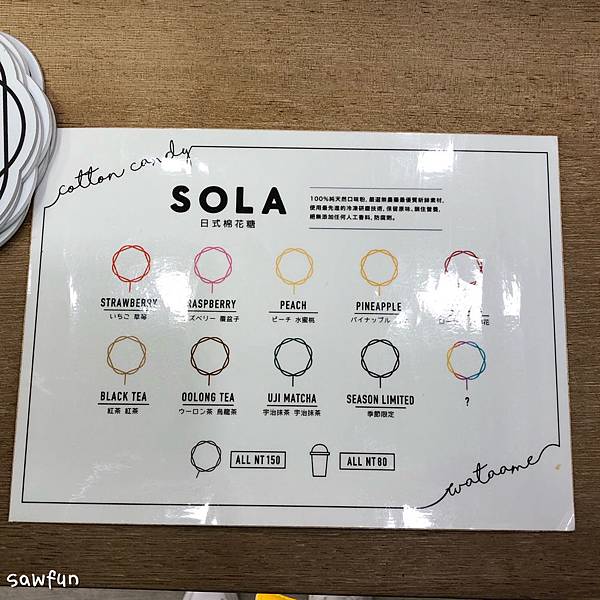 cotton candy
SOLA
日式棉花糖
100%純天然口味粉, 嚴選無農藥最優質新鮮素材,
使用最先進的冷凍研磨技術, 保留原味、鎖住營養,
絕無添加任何人工香料、防腐劑。
STRAWBERRY
いちご 草莓
RASPBERRY
ズベリー 覆盆子
PEACH
ピーチ 水蜜桃
PINEAPPLE
パイナップル
BLACK TEA
紅茶 紅茶
OOLONG TEA
ウーロン茶 烏龍茶
UJI MATCHA
宇治抹茶 宇治抹茶
SEASON LIMITED
季節限定
?
ALL NT150
ALL NT80
wataame
sawfun